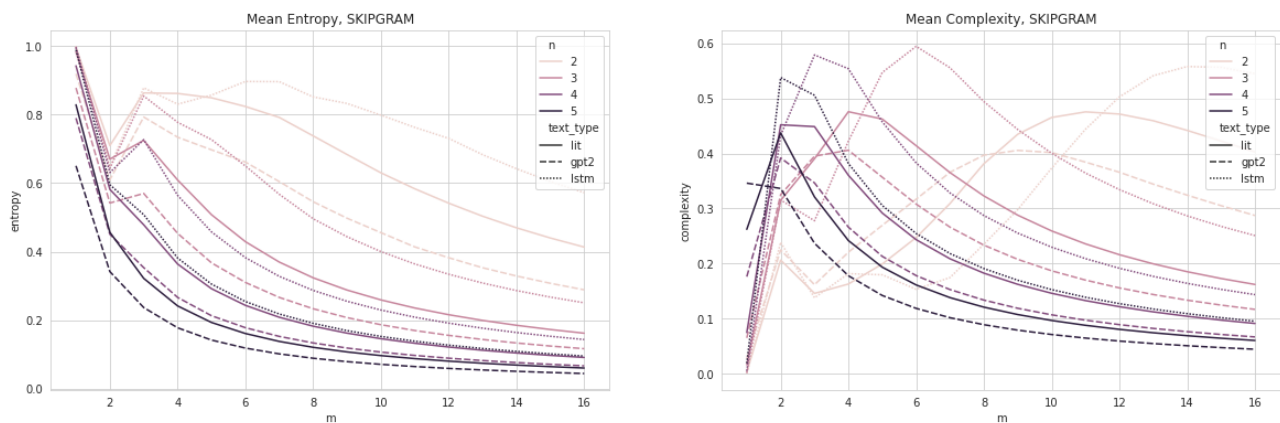 Mean Entropy, SKIPGRAM
1.0
0.8
0.6
0.4
0.2
0.0
entropy
2
4
6
8
10
12
14
16
m
n
2
3
4
5
text_type
lit
gpt2
lstm
Mean Complexity, SKIPGRAM
0.6
0.5
0.4
0.3
0.2
0.1
0.0
complexity
2
4
6
8
10
12
14
16
m
n
2
3
4
5
text_type
lit
gpt2
lstm